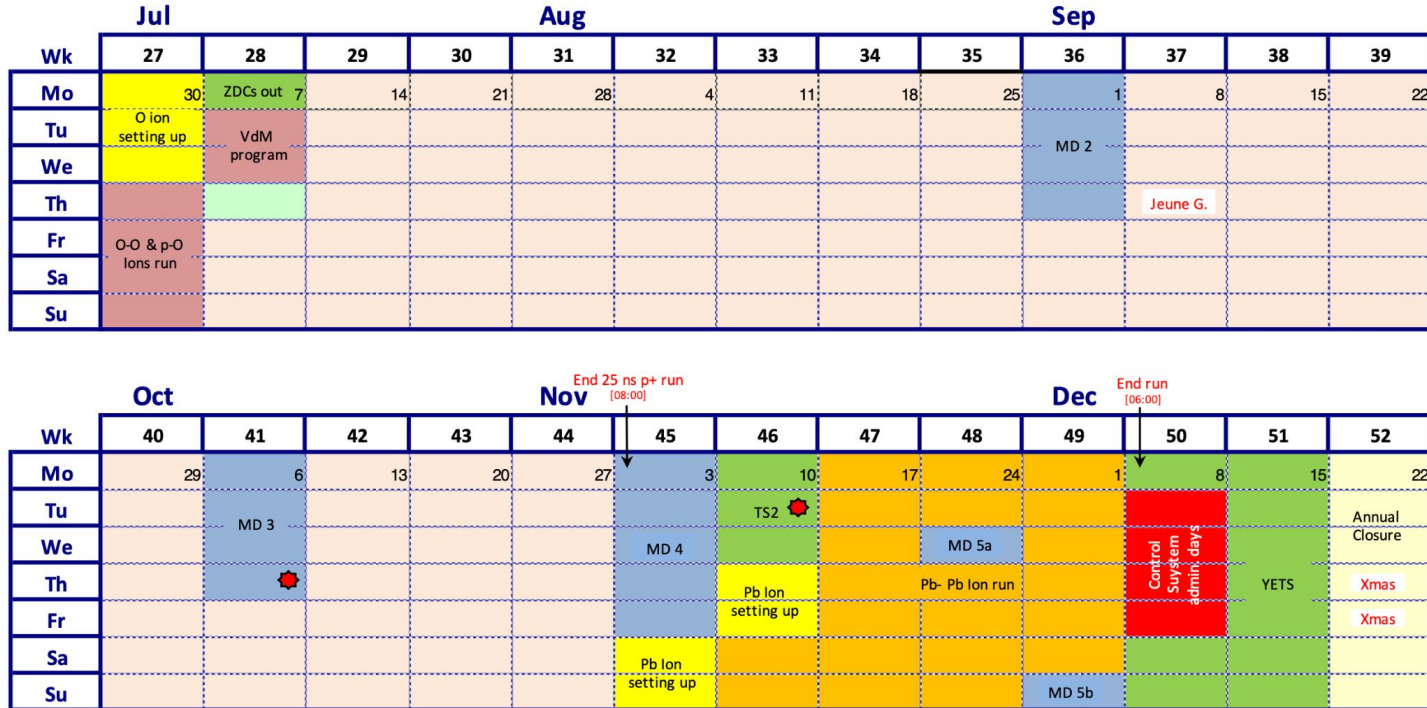 Jul Aug Sep
Wk 27 28 29 30 31 32 33 34 35 36 37 38 39
Mo 30 ZDCs out 7 14 21 28 4 11 18 25 1 8 15 22
Tu O ion
setting up VdM
program
We MD 2
Th Jeune G.
Fr O-O & p-O
Ions run
Sa
Su
End 25 ns p+ run
[08:00]
End run
[06:00]
Oct Nov Dec
Wk 40 41 42 43 44 45 46 47 48 49 50 51 52
Mo 29 6 13 20 27 3 10 17 24 1 8 15 22
Tu MD 3 TS2 Annual
Closure
We MD 4 MD 5a
Control
Suystem
admin. days
Th Pb Ion
setting up Pb- Pb Ion run YETS Xmas
Fr Xmas
Sa Pb Ion
setting up
Su MD 5b